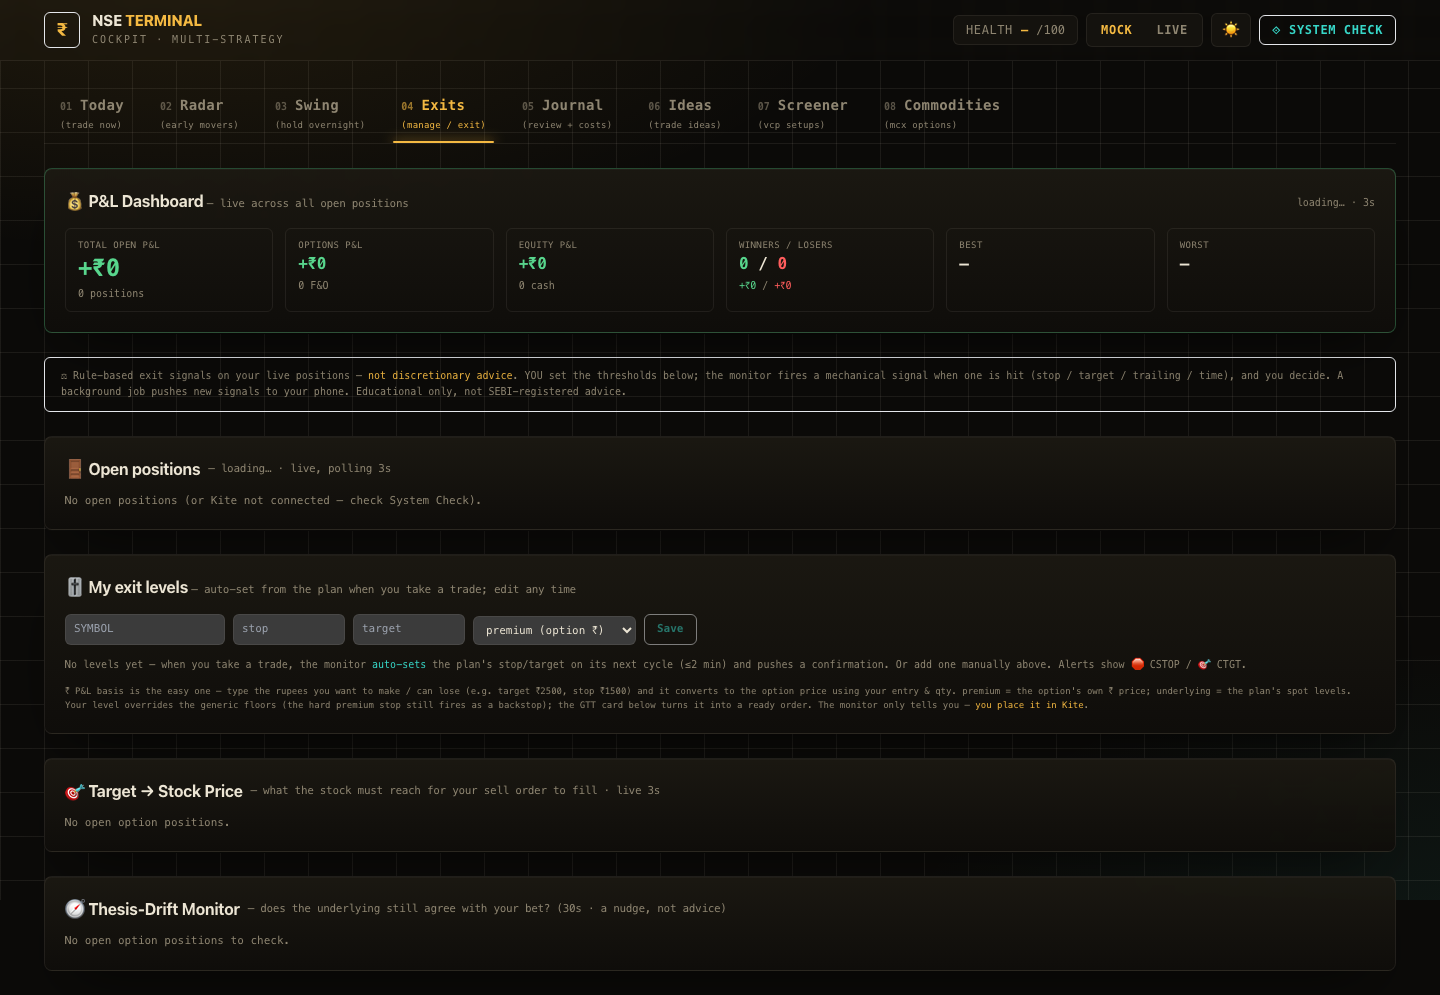 ₹
NSE TERMINAL
COCKPIT · MULTI-STRATEGY
HEALTH — /100
MOCK LIVE
⟐ SYSTEM CHECK
01 Today
(trade now)
02 Radar
(early movers)
03 Swing
(hold overnight)
04 Exits
(manage / exit)
05 Journal
(review + costs)
06 Ideas
(trade ideas)
07 Screener
(vcp setups)
08 Commodities
(mcx options)
💰 P&L Dashboard — live across all open positions
loading… · 3s
TOTAL OPEN P&L
+₹0
0 positions
OPTIONS P&L
+₹0
0 F&O
EQUITY P&L
+₹0
0 cash
WINNERS / LOSERS
0 / 0
+₹0 / +₹0
BEST
—
WORST
—
⚖ Rule-based exit signals on your live positions — not discretionary advice. YOU set the thresholds below; the monitor fires a mechanical signal when one is hit (stop / target / trailing / time), and you decide. A
background job pushes new signals to your phone. Educational only, not SEBI-registered advice.
🚪 Open positions — loading… · live, polling 3s
No open positions (or Kite not connected — check System Check).
🎚 My exit levels — auto-set from the plan when you take a trade; edit any time
SYMBOL
stop
target
premium (option ₹)
Save
No levels yet — when you take a trade, the monitor auto-sets the plan's stop/target on its next cycle (≤2 min) and pushes a confirmation. Or add one manually above. Alerts show 🛑 CSTOP / 🎯 CTGT.
₹ P&L basis is the easy one — type the rupees you want to make / can lose (e.g. target ₹2500, stop ₹1500) and it converts to the option price using your entry & qty. premium = the option's own ₹ price; underlying = the plan's spot levels.
Your level overrides the generic floors (the hard premium stop still fires as a backstop); the GTT card below turns it into a ready order. The monitor only tells you — you place it in Kite.
🎯 Target → Stock Price — what the stock must reach for your sell order to fill · live 3s
No open option positions.
🧭 Thesis-Drift Monitor — does the underlying still agree with your bet? (30s · a nudge, not advice)
No open option positions to check.